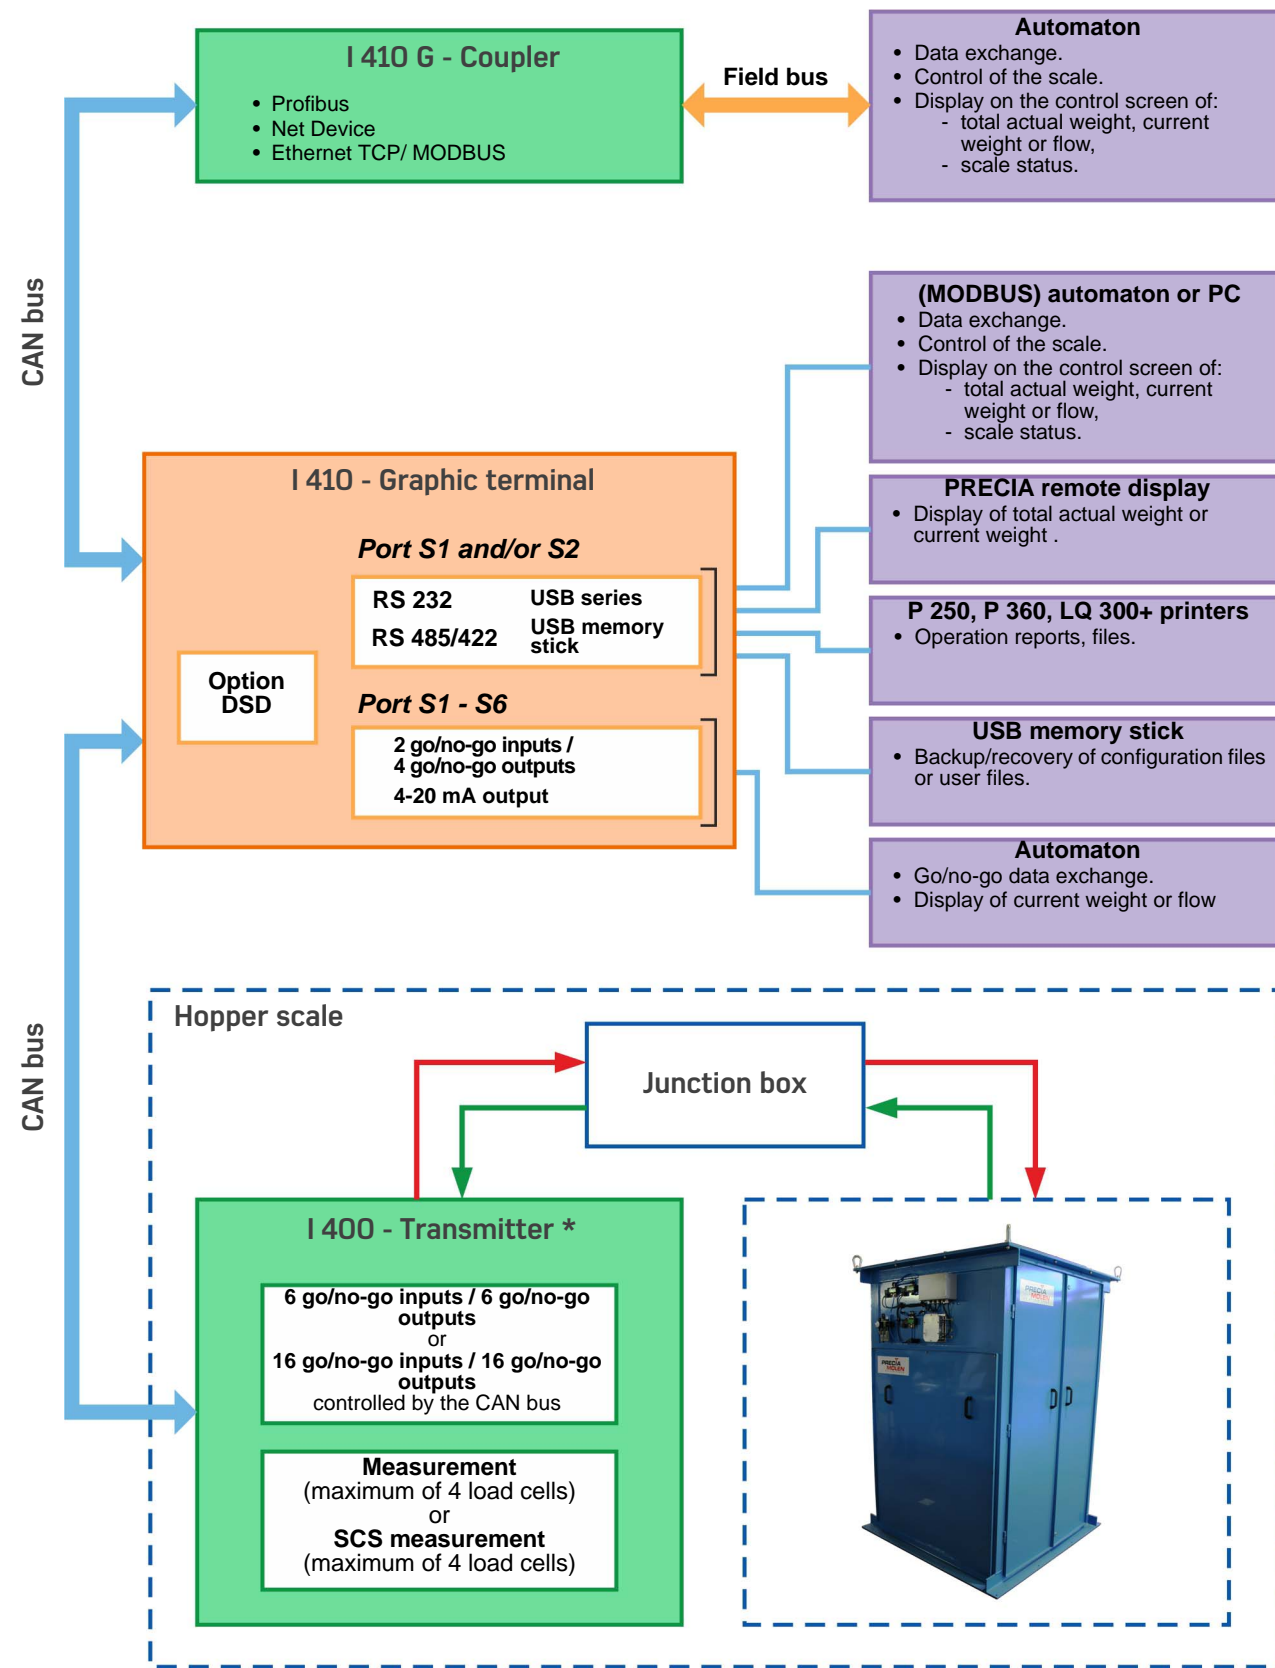 I 410 G - Coupler
• Profibus
• Net Device
• Ethernet TCP/ MODBUS
Field bus
Automaton
• Data exchange.
• Control of the scale.
• Display on the control screen of:
- total actual weight, current
weight or flow,
- scale status.
CAN bus
(MODBUS) automaton or PC
• Data exchange.
• Control of the scale.
• Display on the control screen of:
- total actual weight, current
weight or flow,
- scale status.
I 410 - Graphic terminal
Port S1 and/or S2
RS 232
USB series
RS 485/422
USB memory
stick
Option
DSD
Port S1 - S6
2 go/no-go inputs /
4 go/no-go outputs
4-20 mA output
PRECIA remote display
• Display of total actual weight or
current weight .
P 250, P 360, LQ 300+ printers
• Operation reports, files.
USB memory stick
• Backup/recovery of configuration files
or user files.
Automaton
• Go/no-go data exchange.
• Display of current weight or flow
CAN bus
Hopper scale
Junction box
I 400 - Transmitter *
6 go/no-go inputs / 6 go/no-go
outputs
or
16 go/no-go inputs / 16 go/no-go
outputs
controlled by the CAN bus
Measurement
(maximum of 4 load cells)
or
SCS measurement
(maximum of 4 load cells)
PRECIA
MOLEN
PRECIA
MOLEN